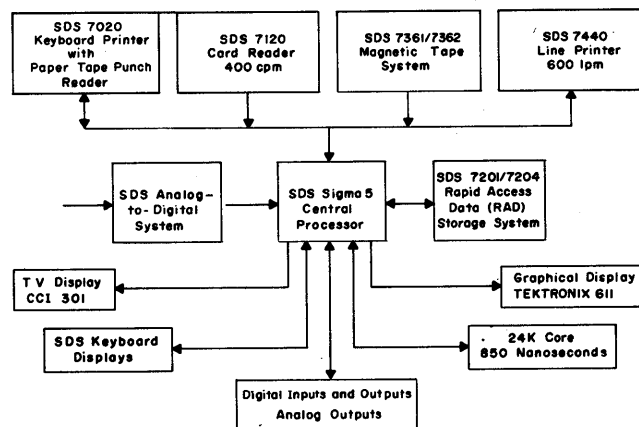 SDS 7020
Keyboard Printer
with
Paper Tape Punch
Reader
SDS 7120
Card Reader
400 cpm
SDS 7361/7362
Magnetic Tape
System
SDS 7440
Line Printer
600 lpm
SDS Analog-
to-Digital
System
SDS Sigma 5
Central
Processor
SDS 7201/7204
Rapid Access
Data (RAD)
Storage System
TV Display
CCI 301
Graphical Display
TEKTRONIX 611
SDS Keyboard
Displays
24K Core
850 Nanoseconds
Digital Inputs and Outputs
Analog Outputs